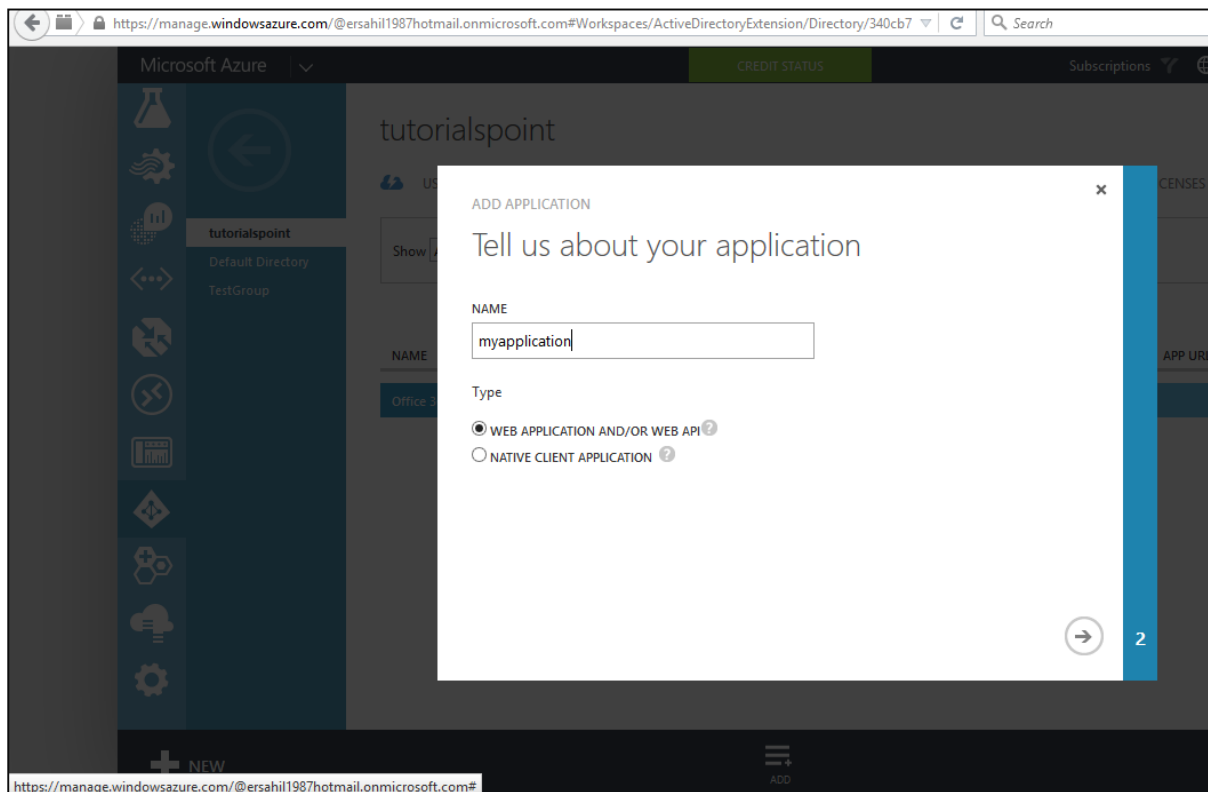 https://manage.windowsazure.com/@ersahil1987hotmail.onmicrosoft.com#Workspaces/ActiveDirectoryExtension/Directory/340cb7
Search
Microsoft Azure
CREDIT STATUS
Subscriptions
tutorialspoint
US
CENSES
ADD APPLICATION
Tell us about your application
tutorialspoint
Default Directory
TestGroup
Show A
NAME
myapplication
NAME
APP URI
Type
Office 3
WEB APPLICATION AND/OR WEB API ?
NATIVE CLIENT APPLICATION ?
2
NEW
ADD
https://manage.windowsazure.com/@ersahil1987hotmail.onmicrosoft.com#